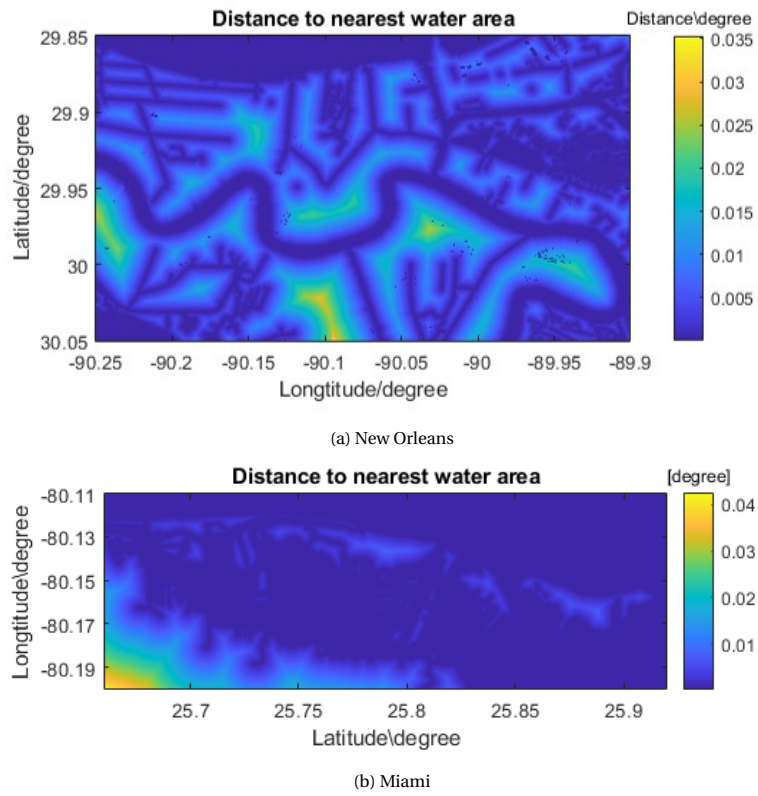 Distance to nearest water area
Distance\degree
29.85
29.9
29.95
30
30.05
Latitude/degree
-90.25 -90.2 -90.15 -90.1 -90.05 -90 -89.95 -89.9
Longtitude/degree
0.035
0.03
0.025
0.02
0.015
0.01
0.005
(a) New Orleans
Distance to nearest water area
[degree]
-80.11
-80.13
-80.15
-80.17
-80.19
Longtitude\degree
25.7 25.75 25.8 25.85 25.9
Latitude\degree
0.04
0.03
0.02
0.01
(b) Miami